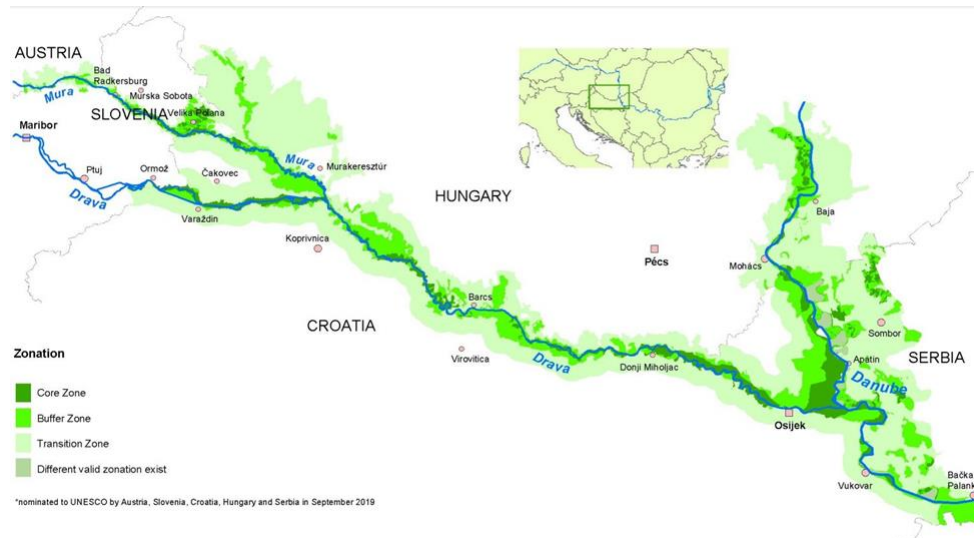 AUSTRIA
Bad
Radkersburg
Mura
Murska Sobota
SLOVENIA
Velika Polana
Maribor
Ptuj
Ormož
Čakovec
Mura
Murakeresztúr
Drava
Varaždin
HUNGARY
Koprivnica
Pécs
Baja
Mohács
CROATIA
Barcs
Sombor
Virovitica
Drava
Donji Miholjac
Apátin
SERBIA
Danube
Osijek
Vukovar
Bačka
Palank
Zonation
Core Zone
Buffer Zone
Transition Zone
Different valid zonation exist
*nominated to UNESCO by Austria, Slovenia, Croatia, Hungary and Serbia in September 2019